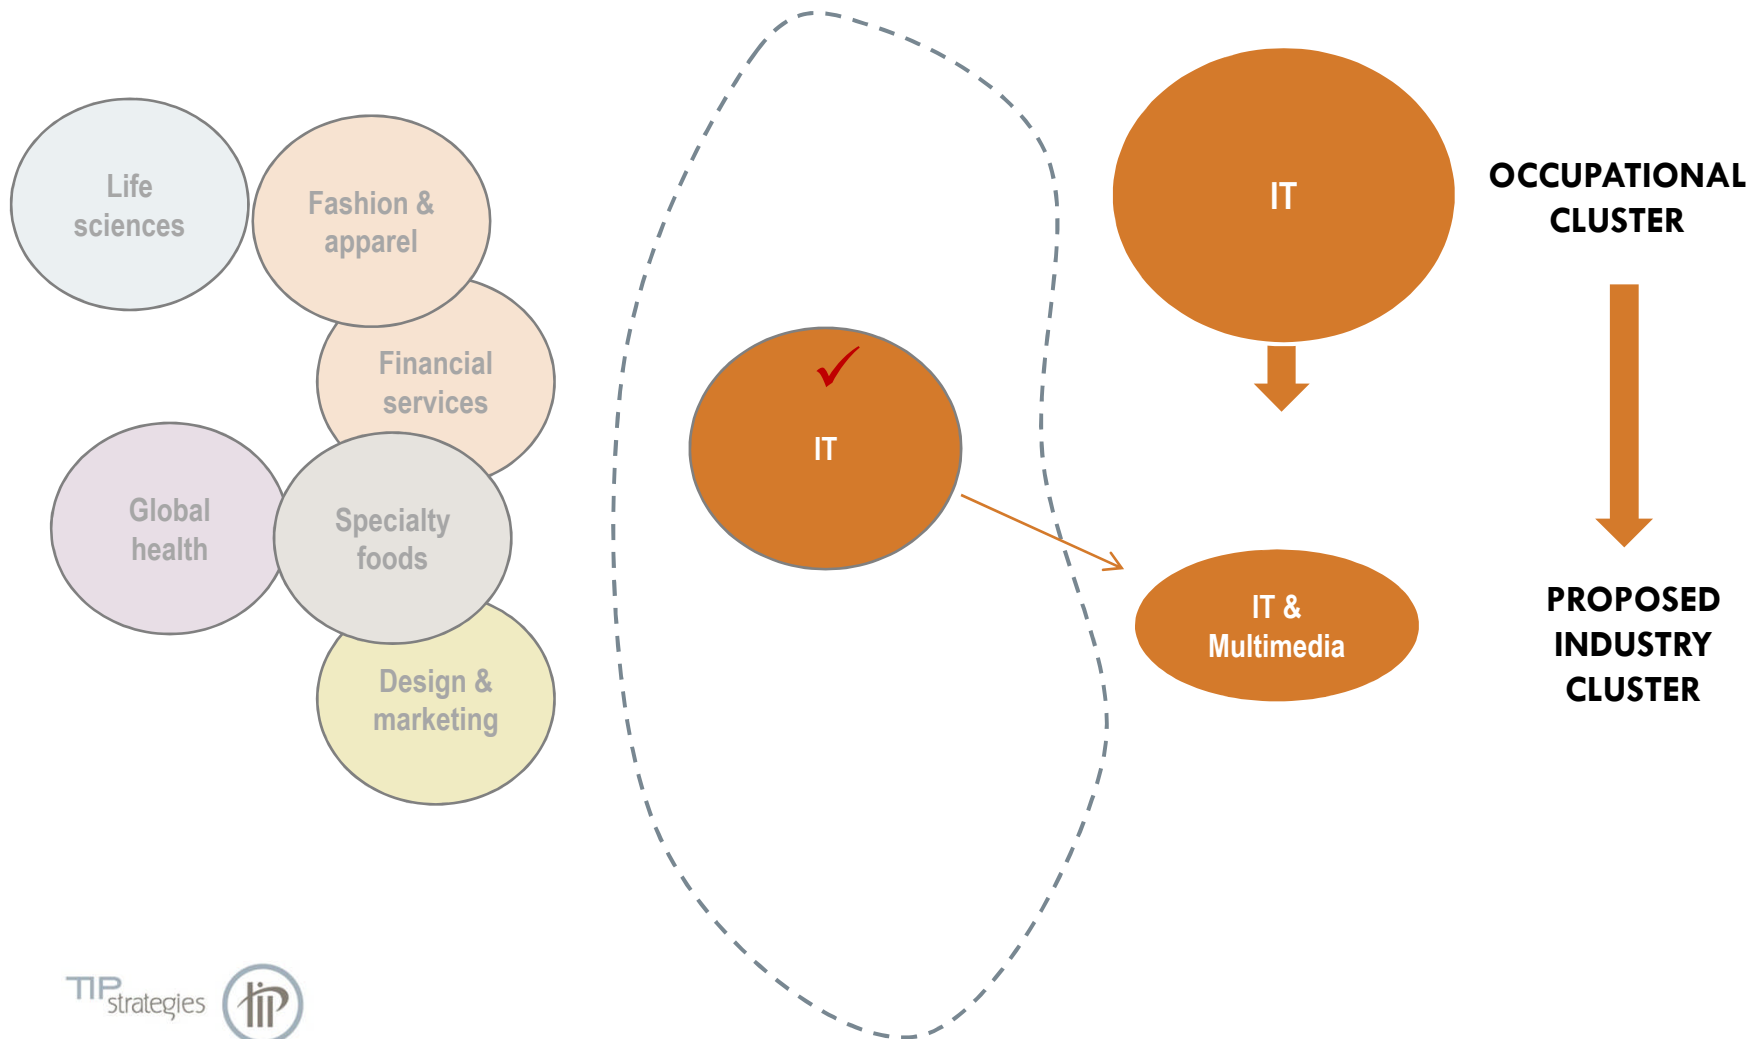 Life
sciences
Fashion &
apparel
Financial
services
Global
health
Specialty
foods
Design &
marketing
✓
IT
IT
IT &
Multimedia
OCCUPATIONAL
CLUSTER
PROPOSED
INDUSTRY
CLUSTER
TIP
strategies
tip